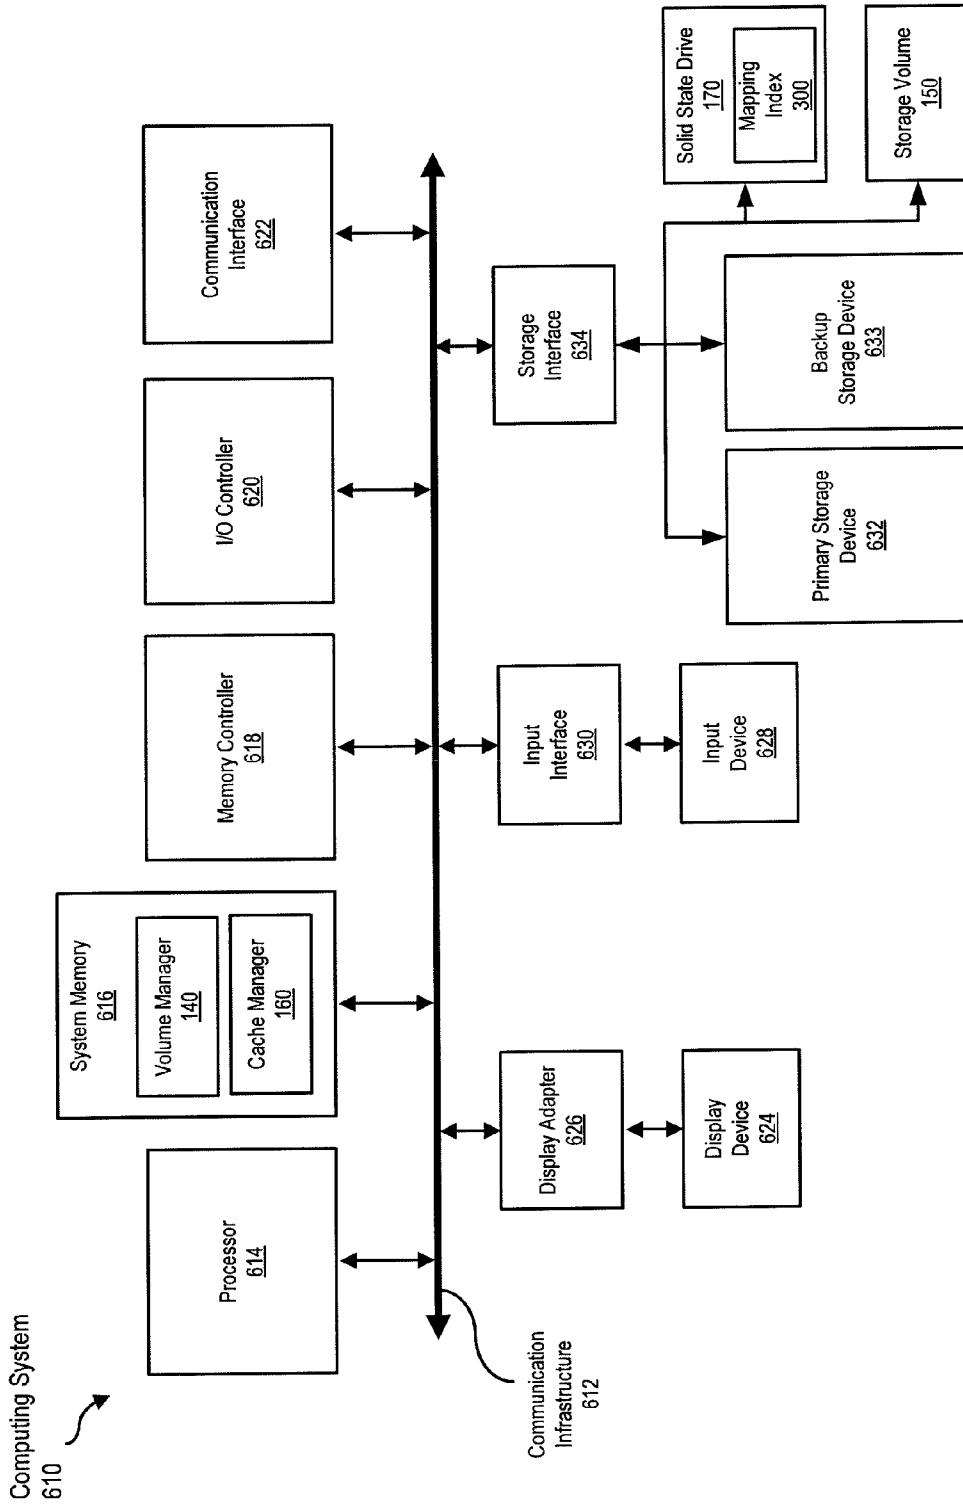 Computing System
610
Processor
614
System Memory
616
Volume Manager
140
Cache Manager
160
Memory Controller
618
I/O Controller
620
Communication
Interface
622
Communication
Infrastructure
612
Display Adapter
626
Display
Device
624
Input
Interface
630
Input
Device
628
Storage
Interface
634
Primary Storage
Device
632
Backup
Storage Device
633
Solid State Drive
170
Mapping
Index
300
Storage Volume
150